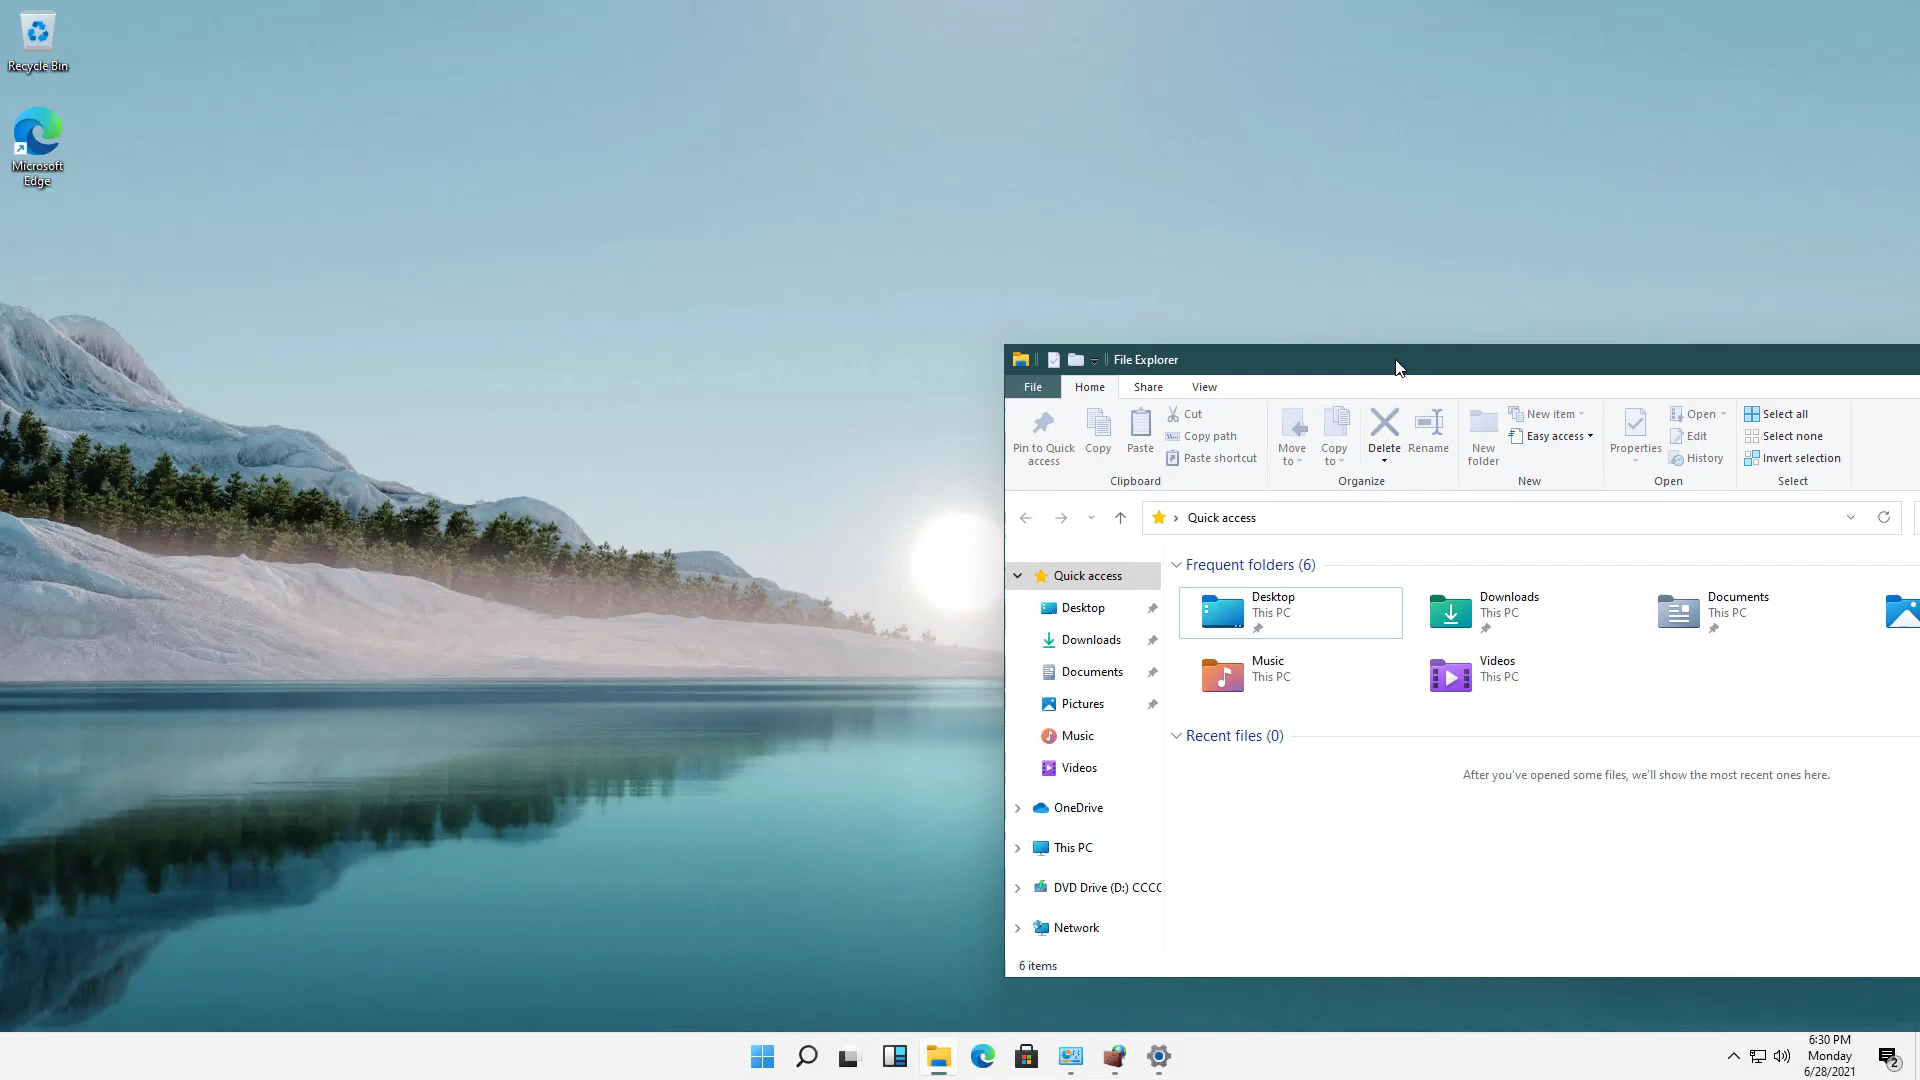 Recycle Bin
Microsoft
Edge
File Explorer
File
Home
Share
View
Pin to Quick
access
Copy
Paste
Cut
Copy path
Paste shortcut
Clipboard
Move
to
Copy
to
Delete
Rename
Organize
New
folder
New item
Easy access
New
Properties
Open
Edit
History
Open
Select all
Select none
Invert selection
Select
Quick access
Quick access
Desktop
Downloads
Documents
Pictures
Music
Videos
OneDrive
This PC
DVD Drive (D:) CCCC
Network
Frequent folders (6)
Desktop
This PC
Downloads
This PC
Documents
This PC
Music
This PC
Videos
This PC
Recent files (0)
After you've opened some files, we'll show the most recent ones here.
6 items
6:30 PM
Monday
6/28/2021
2